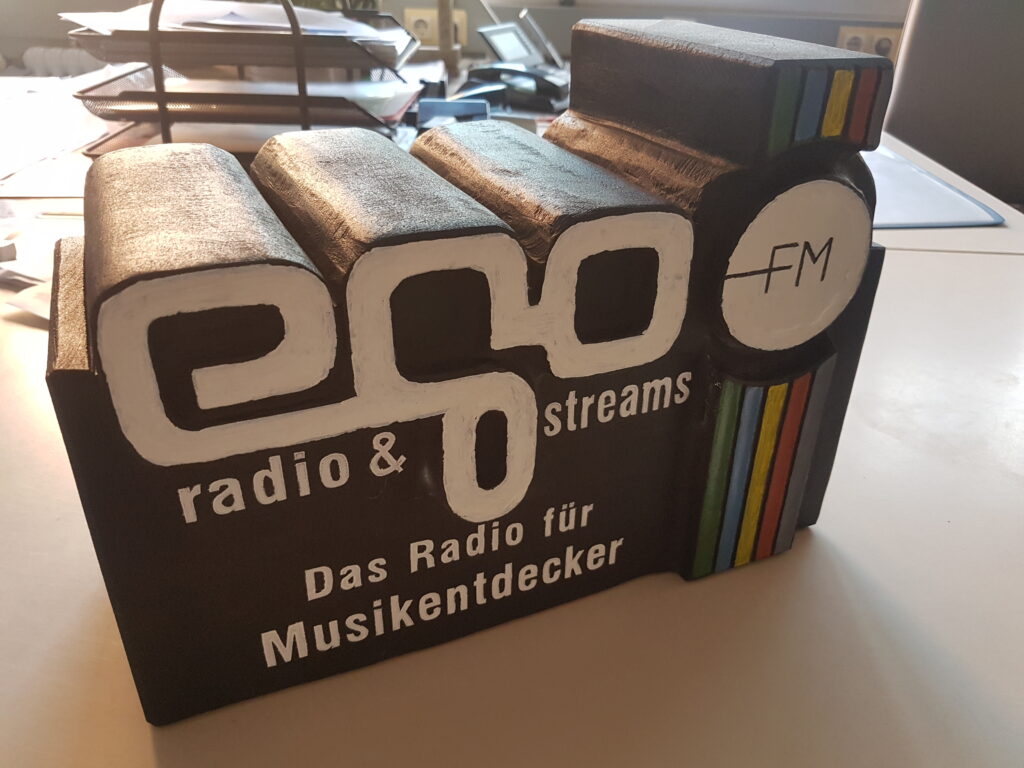 ego
FM
radio & streams
Das Radio für
Musikentdecker